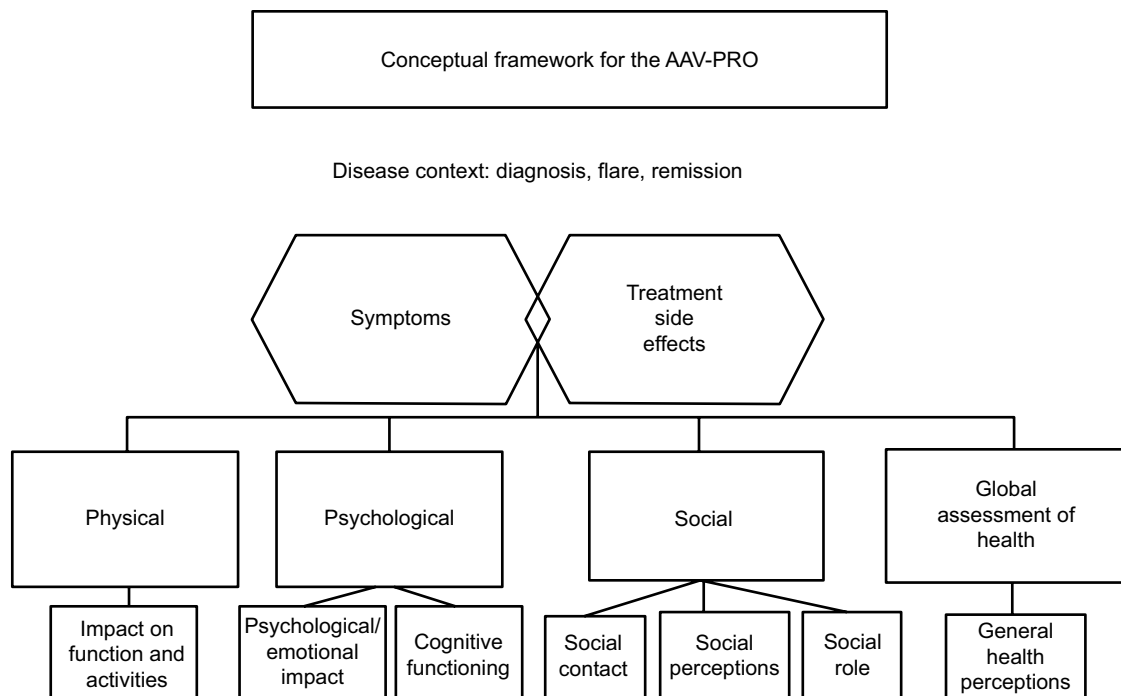 Conceptual framework for the AAV-PRO
Disease context: diagnosis, flare, remission
Symptoms
Treatment
side
effects
Physical
Psychological
Social
Global
assessment of
health
Impact on
function and
activities
Psychological/
emotional
impact
Cognitive
functioning
Social
contact
Social
perceptions
Social
role
General
health
perceptions